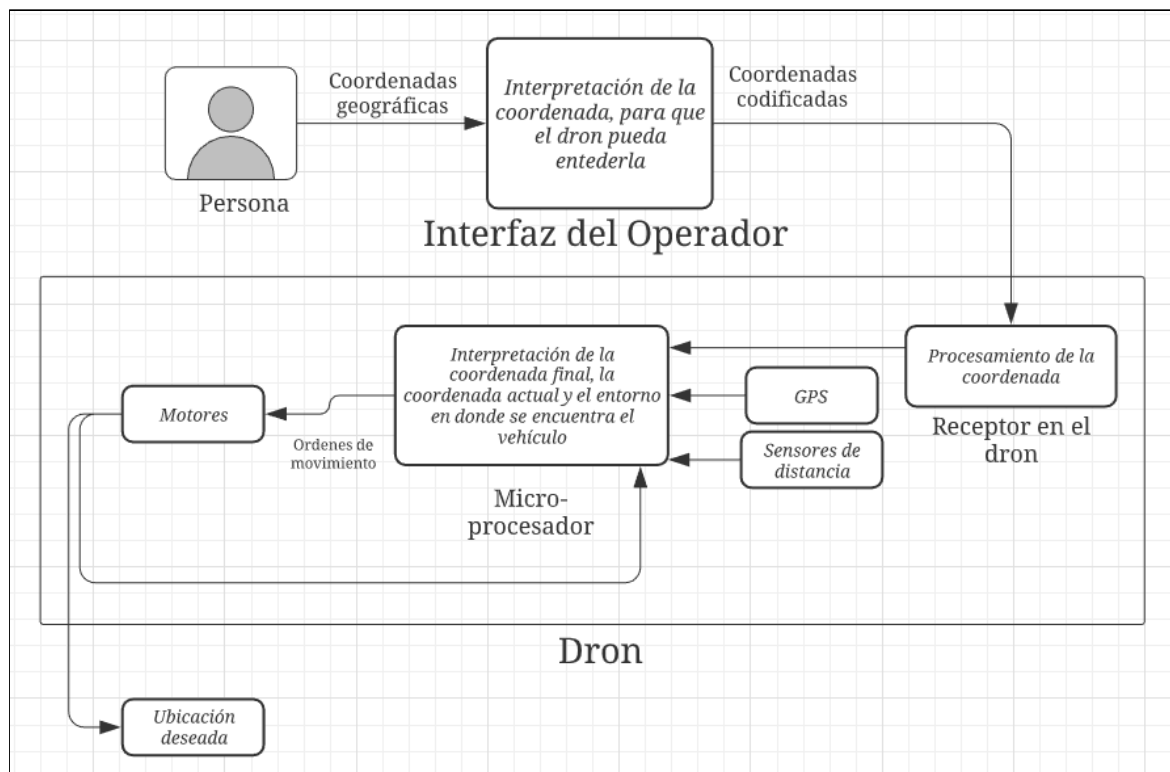 Coordenadas
geográficas
Interpretación de la
coordenada, para que
el dron pueda
entederla
Coordenadas
codificadas
Persona
Interfaz del Operador
Interpretación de la
coordenada final, la
coordenada actual y el entorno
en donde se encuentra el
vehículo
Procesamiento de la
coordenada
Motores
GPS
Receptor en el
dron
Ordenes de
movimiento
Sensores de
distancia
Micro-
procesador
Dron
Ubicación
deseada